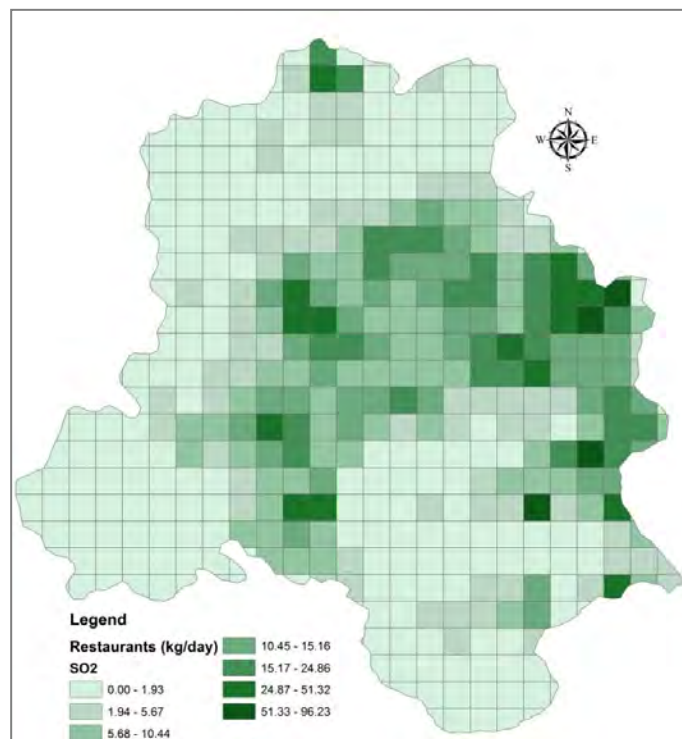 N
W E
S
Legend
Restaurants (kg/day)
SO2
0.00 - 1.93
1.94 - 5.67
5.68 - 10.44
10.45 - 15.16
15.17 - 24.86
24.87 - 51.32
51.33 - 96.23